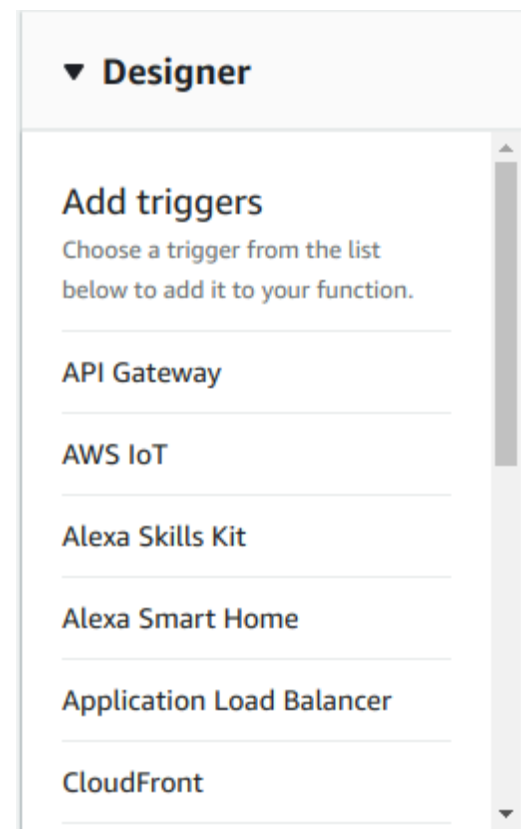 Designer
Add triggers
Choose a trigger from the list
below to add it to your function.
API Gateway
AWS IoT
Alexa Skills Kit
Alexa Smart Home
Application Load Balancer
CloudFront